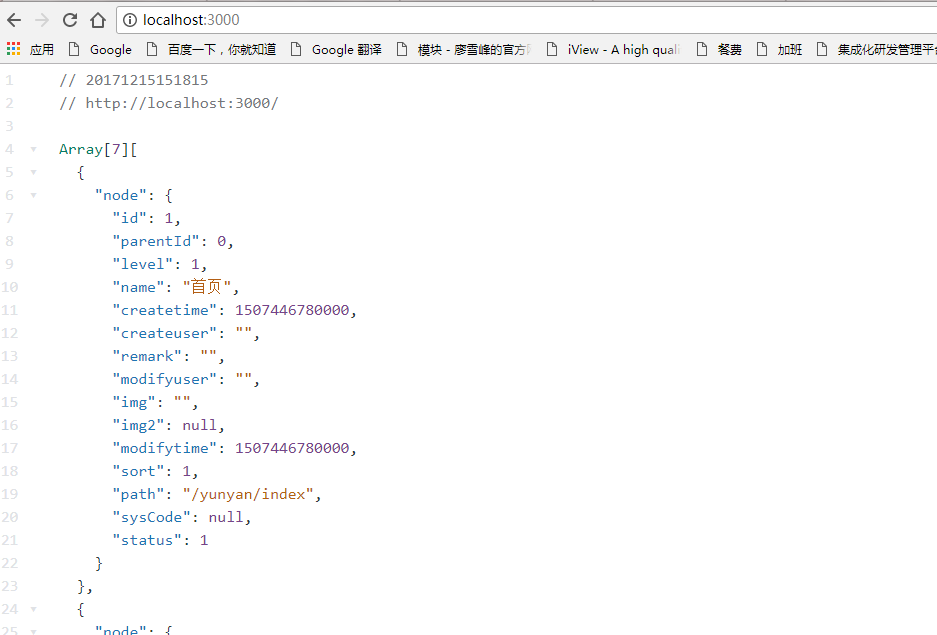 localhost:3000
应用 Google 百度一下，你就知道 Google 翻译 模块 - 廖雪峰的官方 iView - A high quali 餐费 加班 集成化研发管理平台
1 // 20171215151815
2 // http://localhost:3000/
3
4 Array[7][
5 {
6 "node": {
7 "id": 1,
8 "parentId": 0,
9 "level": 1,
10 "name": "首页",
11 "createtime": 1507446780000,
12 "createuser": "",
13 "remark": "",
14 "modifyuser": "",
15 "img": "",
16 "img2": null,
17 "modifytime": 1507446780000,
18 "sort": 1,
19 "path": "/yunyan/index",
20 "sysCode": null,
21 "status": 1
22 }
23 },
24 {
25 "node": {